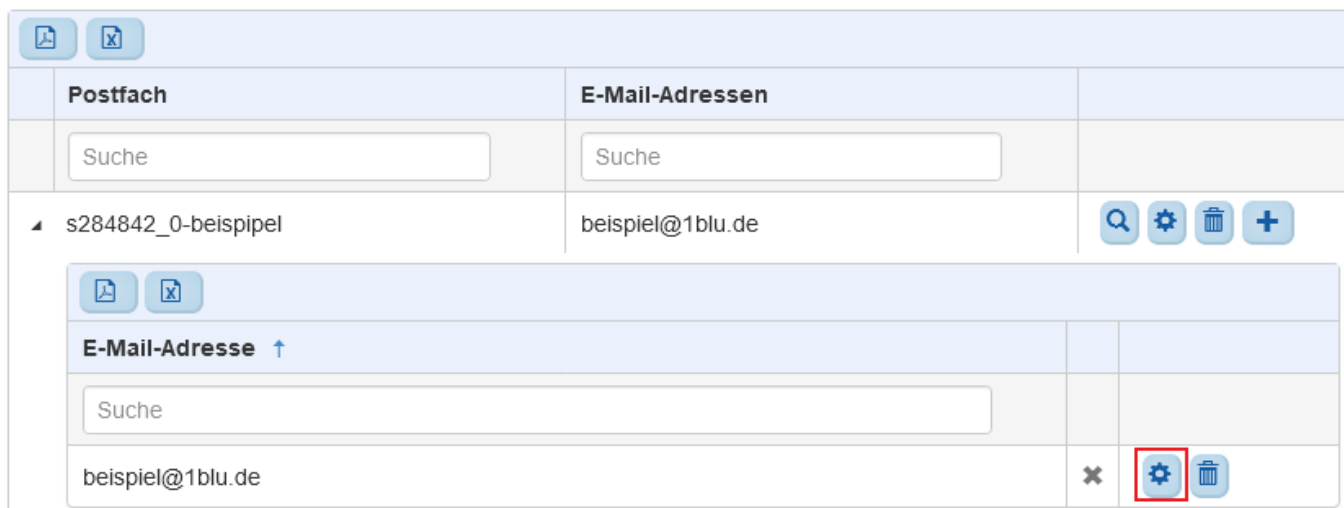 Postfach E-Mail-Adressen
Suche Suche
s284842_0-beispipel beispiel@1blu.de
E-Mail-Adresse ↑
Suche
beispiel@1blu.de